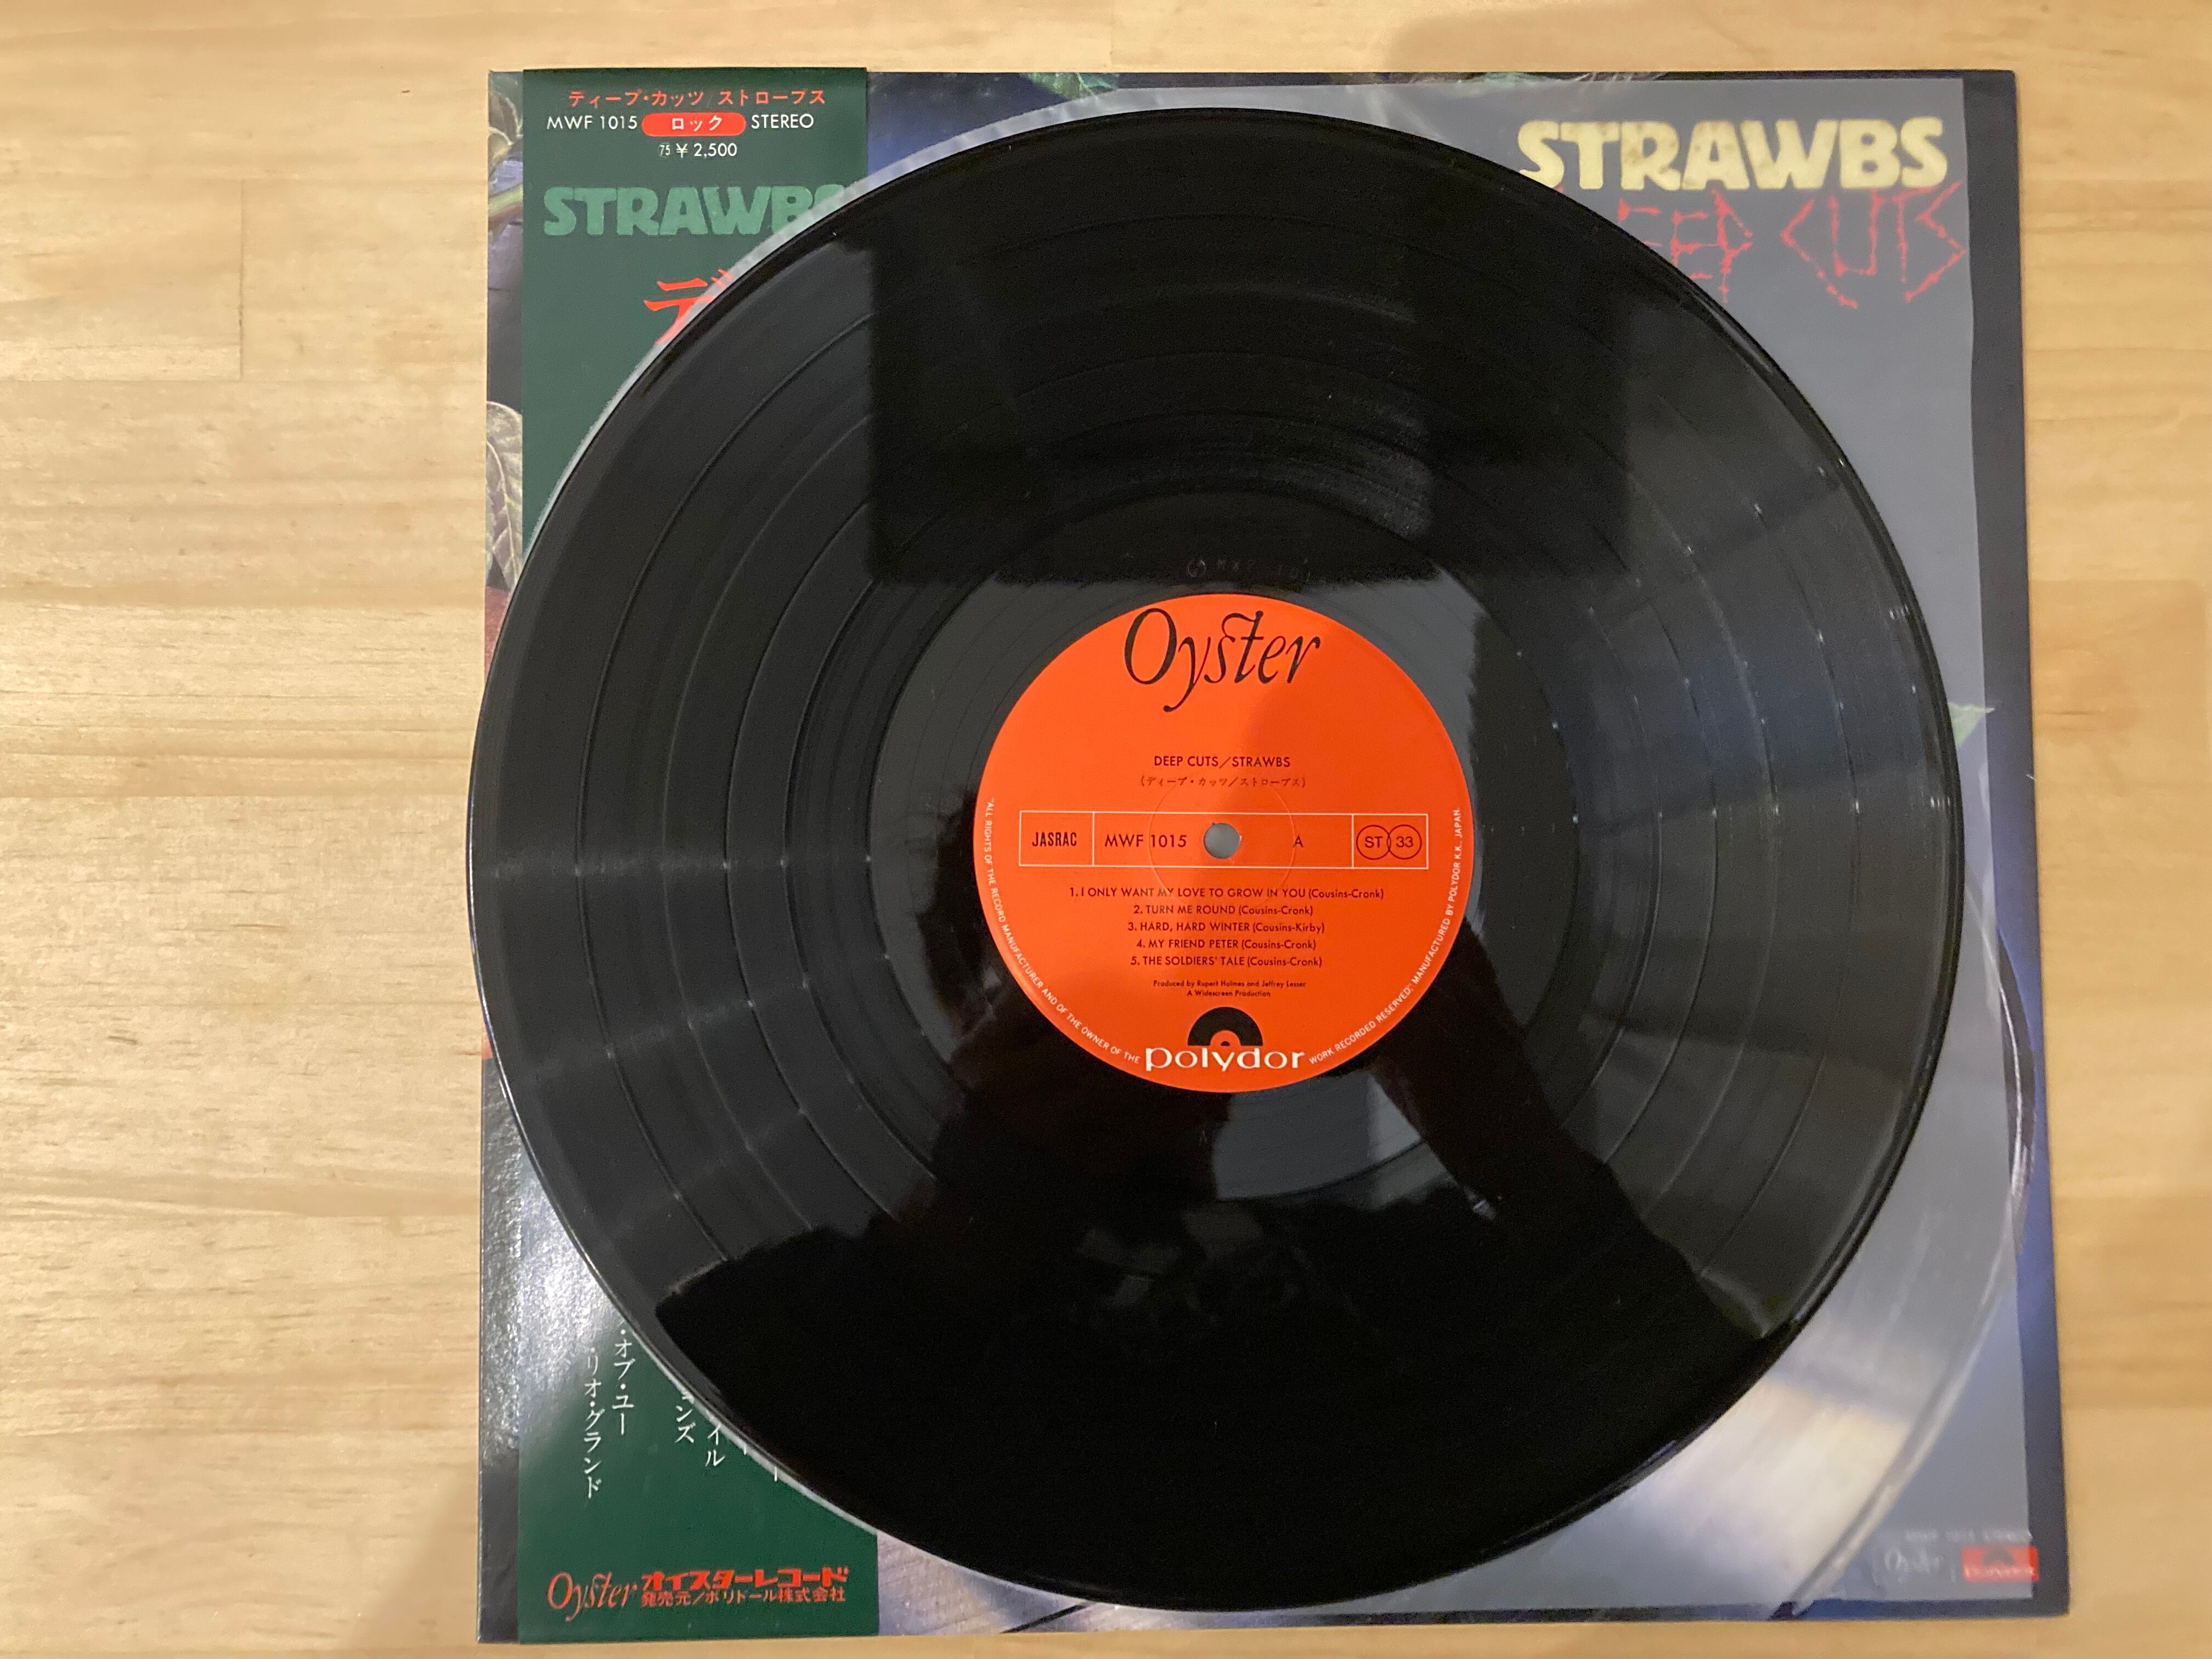 ディープ・カッツ/ストローブス
MWF 1015 ロック STEREO
75 ¥ 2,500
STRAWBS
デ
STRAWBS
EEP CUTS
Oyster
DEEP CUTS/STRAWBS
(ディープ・カッツ/ストローブス)
JASRAC MWF 1015 A ST 33
1. I ONLY WANT MY LOVE TO GROW IN YOU (Cousins-Cronk)
2. TURN ME ROUND (Cousins-Cronk)
3. HARD, HARD WINTER (Cousins-Kirby)
4. MY FRIEND PETER (Cousins-Cronk)
5. THE SOLDIERS' TALE (Cousins-Cronk)
Produced by Rupert Holmes and Jeffrey Lesser
A Widescreen Production
polydor
"ALL RIGHTS OF THE RECORD MANUFACTURER AND OF THE OWNER OF THE WORK RECORDED RESERVED". MANUFACTURED BY POLYDOR K.K., JAPAN.
イル
ンズ
・オブ・ユー
・リオ・グランド
Oyster オイスターレコード
発売元/ポリドール株式会社
Oyster